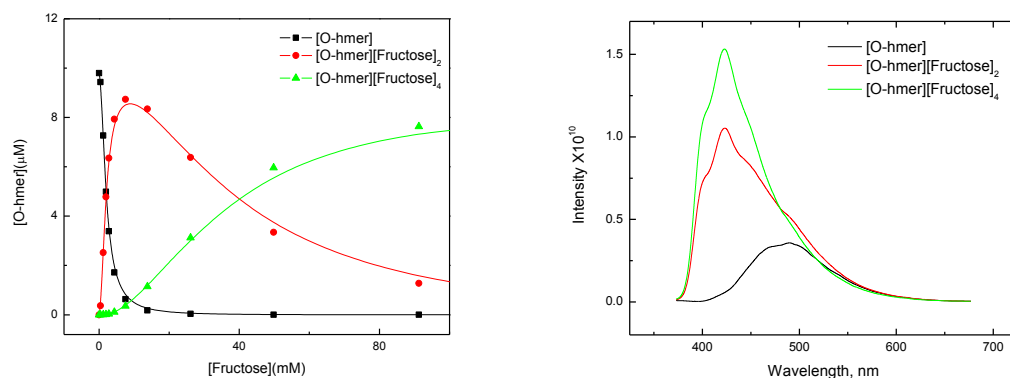 12
8
4
0
[O-hmer](μM)
[O-hmer]
[O-hmer][Fructose]₂
[O-hmer][Fructose]₄
0
40
80
[Fructose](mM)
1.5
1.0
0.5
0.0
Intensity X10¹⁰
[O-hmer]
[O-hmer][Fructose]₂
[O-hmer][Fructose]₄
400
500
600
700
Wavelength, nm